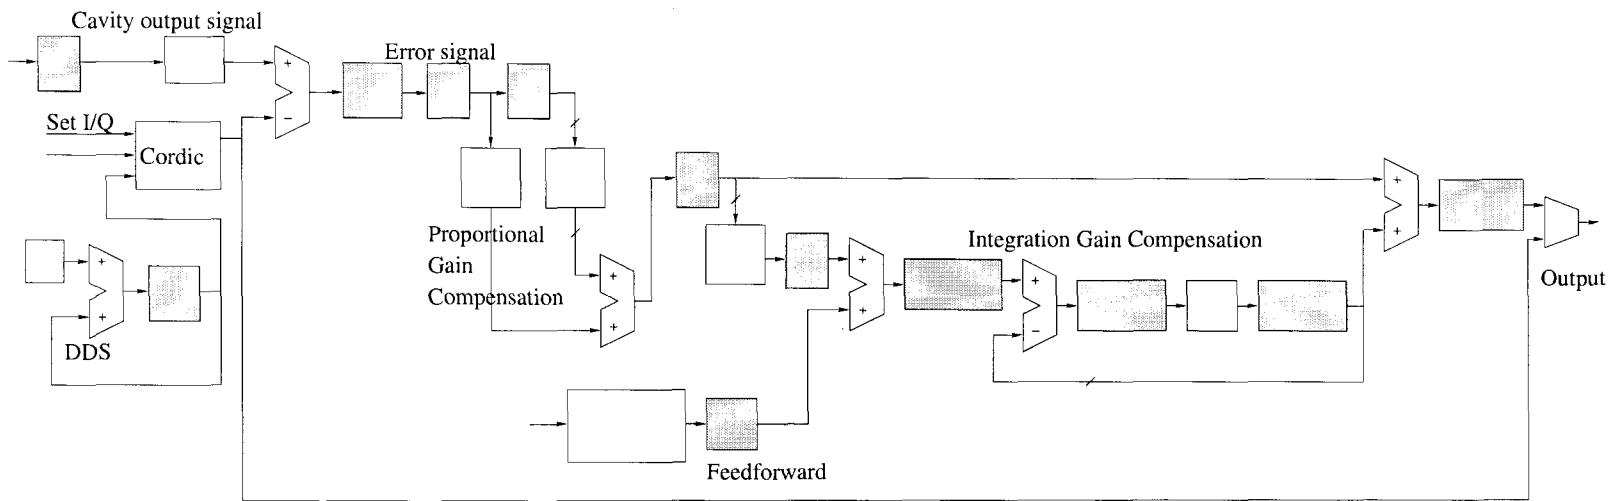 Cavity output signal
Error signal
+
−
Set I/Q
Cordic
+
+
Proportional
Gain
Compensation
+
+
DDS
+
+
Integration Gain Compensation
+
−
+
+
Output
Feedforward